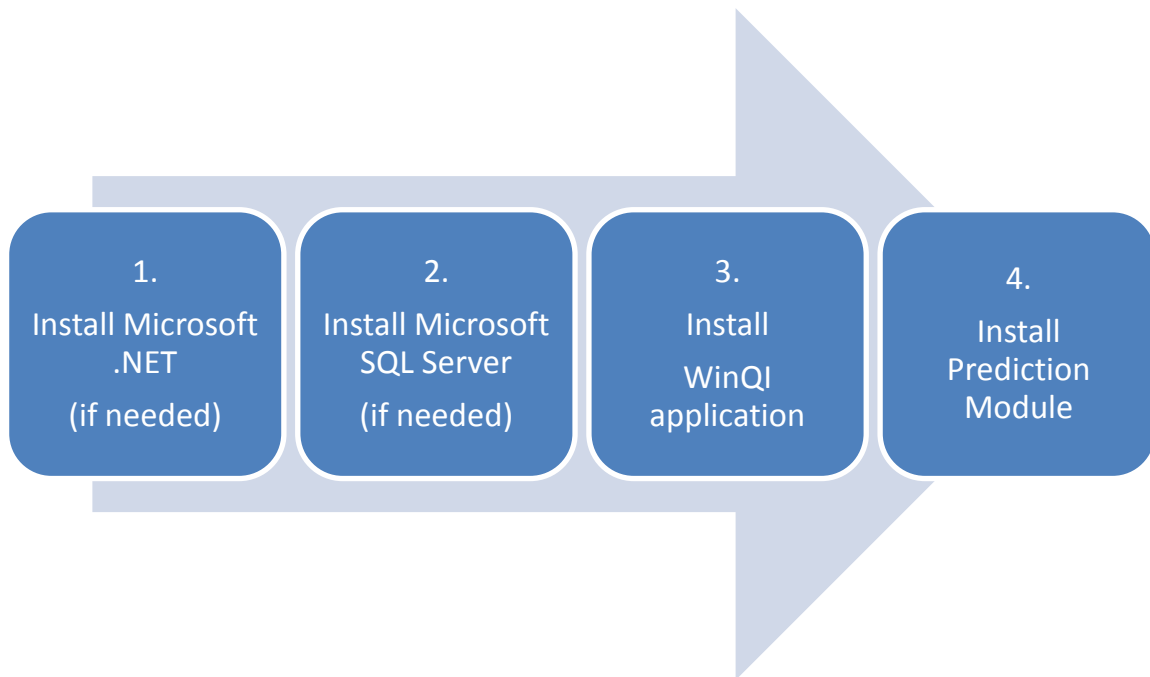 1.
Install Microsoft
.NET
(if needed)
2.
Install Microsoft
SQL Server
(if needed)
3.
Install
WinQI
application
4.
Install
Prediction
Module